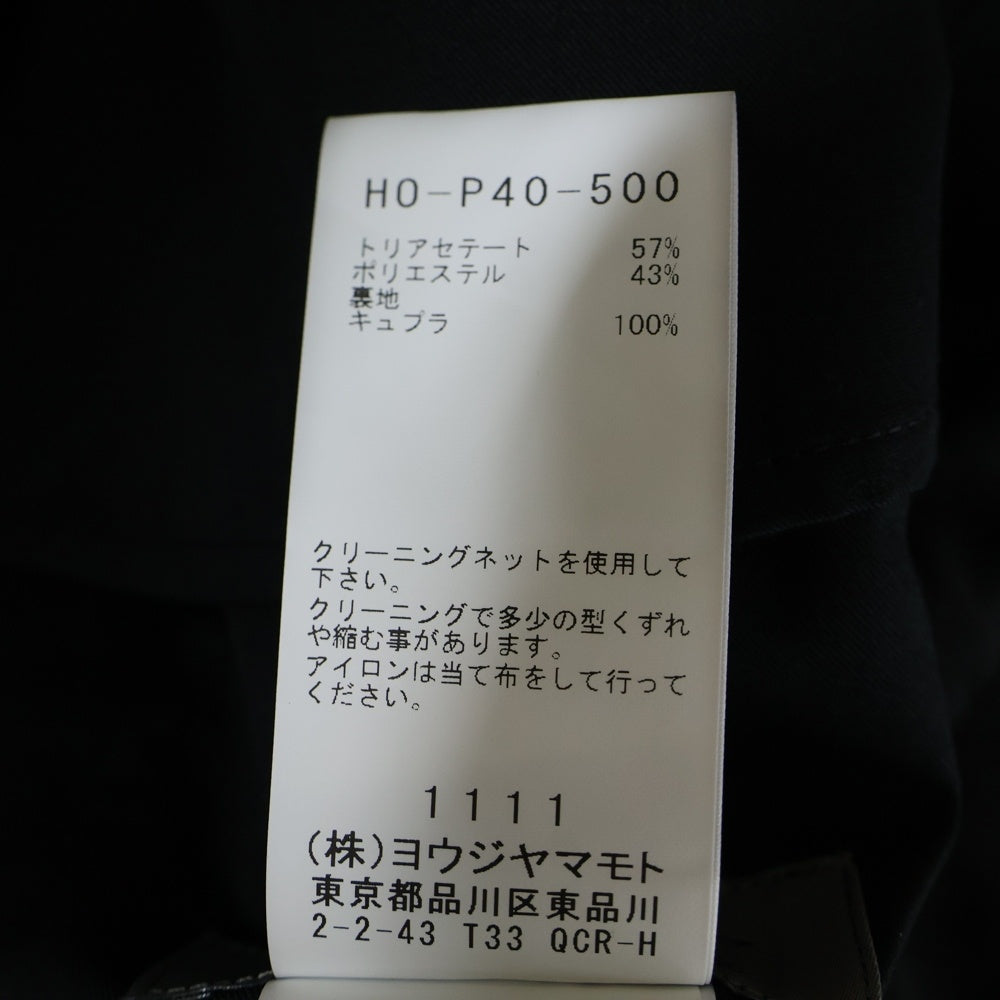 HO-P40-500
トリアセテート 57%
ポリエステル 43%
裏地
キュプラ 100%
クリーニングネットを使用して
下さい。
クリーニングで多少の型くずれ
や縮む事があります。
アイロンは当て布をして行って
ください。
1111
(株)ヨウジヤマモト
東京都品川区東品川
2-2-43 T33 QCR-H